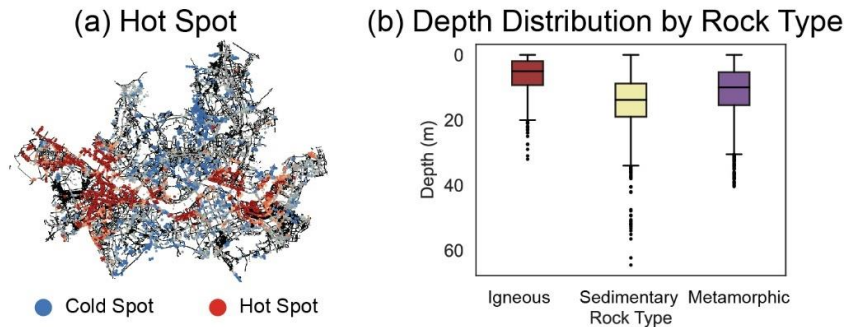 (a) Hot Spot
Cold Spot
Hot Spot
(b) Depth Distribution by Rock Type
Depth (m)
0
20
40
60
Igneous
Sedimentary
Metamorphic
Rock Type